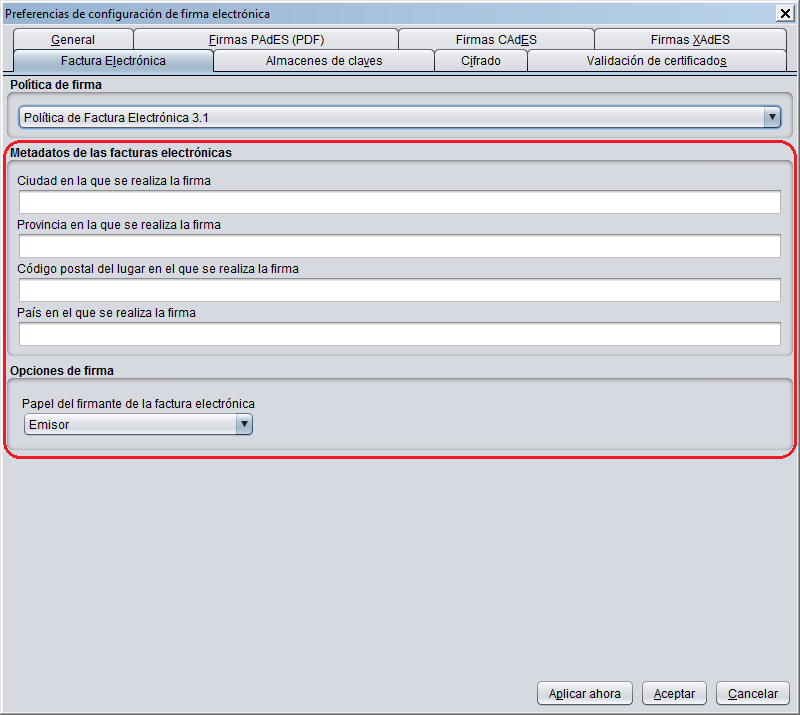 Preferencias de configuración de firma electrónica
General Firmas PAdES (PDF) Firmas CAdES Firmas XAdES
Factura Electrónica Almacenes de claves Cifrado Validación de certificados
Política de firma
Política de Factura Electrónica 3.1
Metadatos de las facturas electrónicas
Ciudad en la que se realiza la firma
Provincia en la que se realiza la firma
Código postal del lugar en el que se realiza la firma
País en el que se realiza la firma
Opciones de firma
Papel del firmante de la factura electrónica
Emisor
Aplicar ahora Aceptar Cancelar